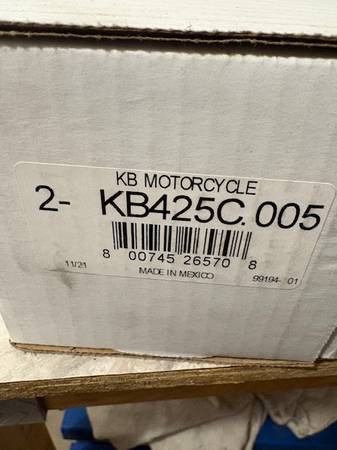 KB MOTORCYCLE
2- KB425C.005
8 00745 26570 8
11/21 MADE IN MEXICO 99194- 01